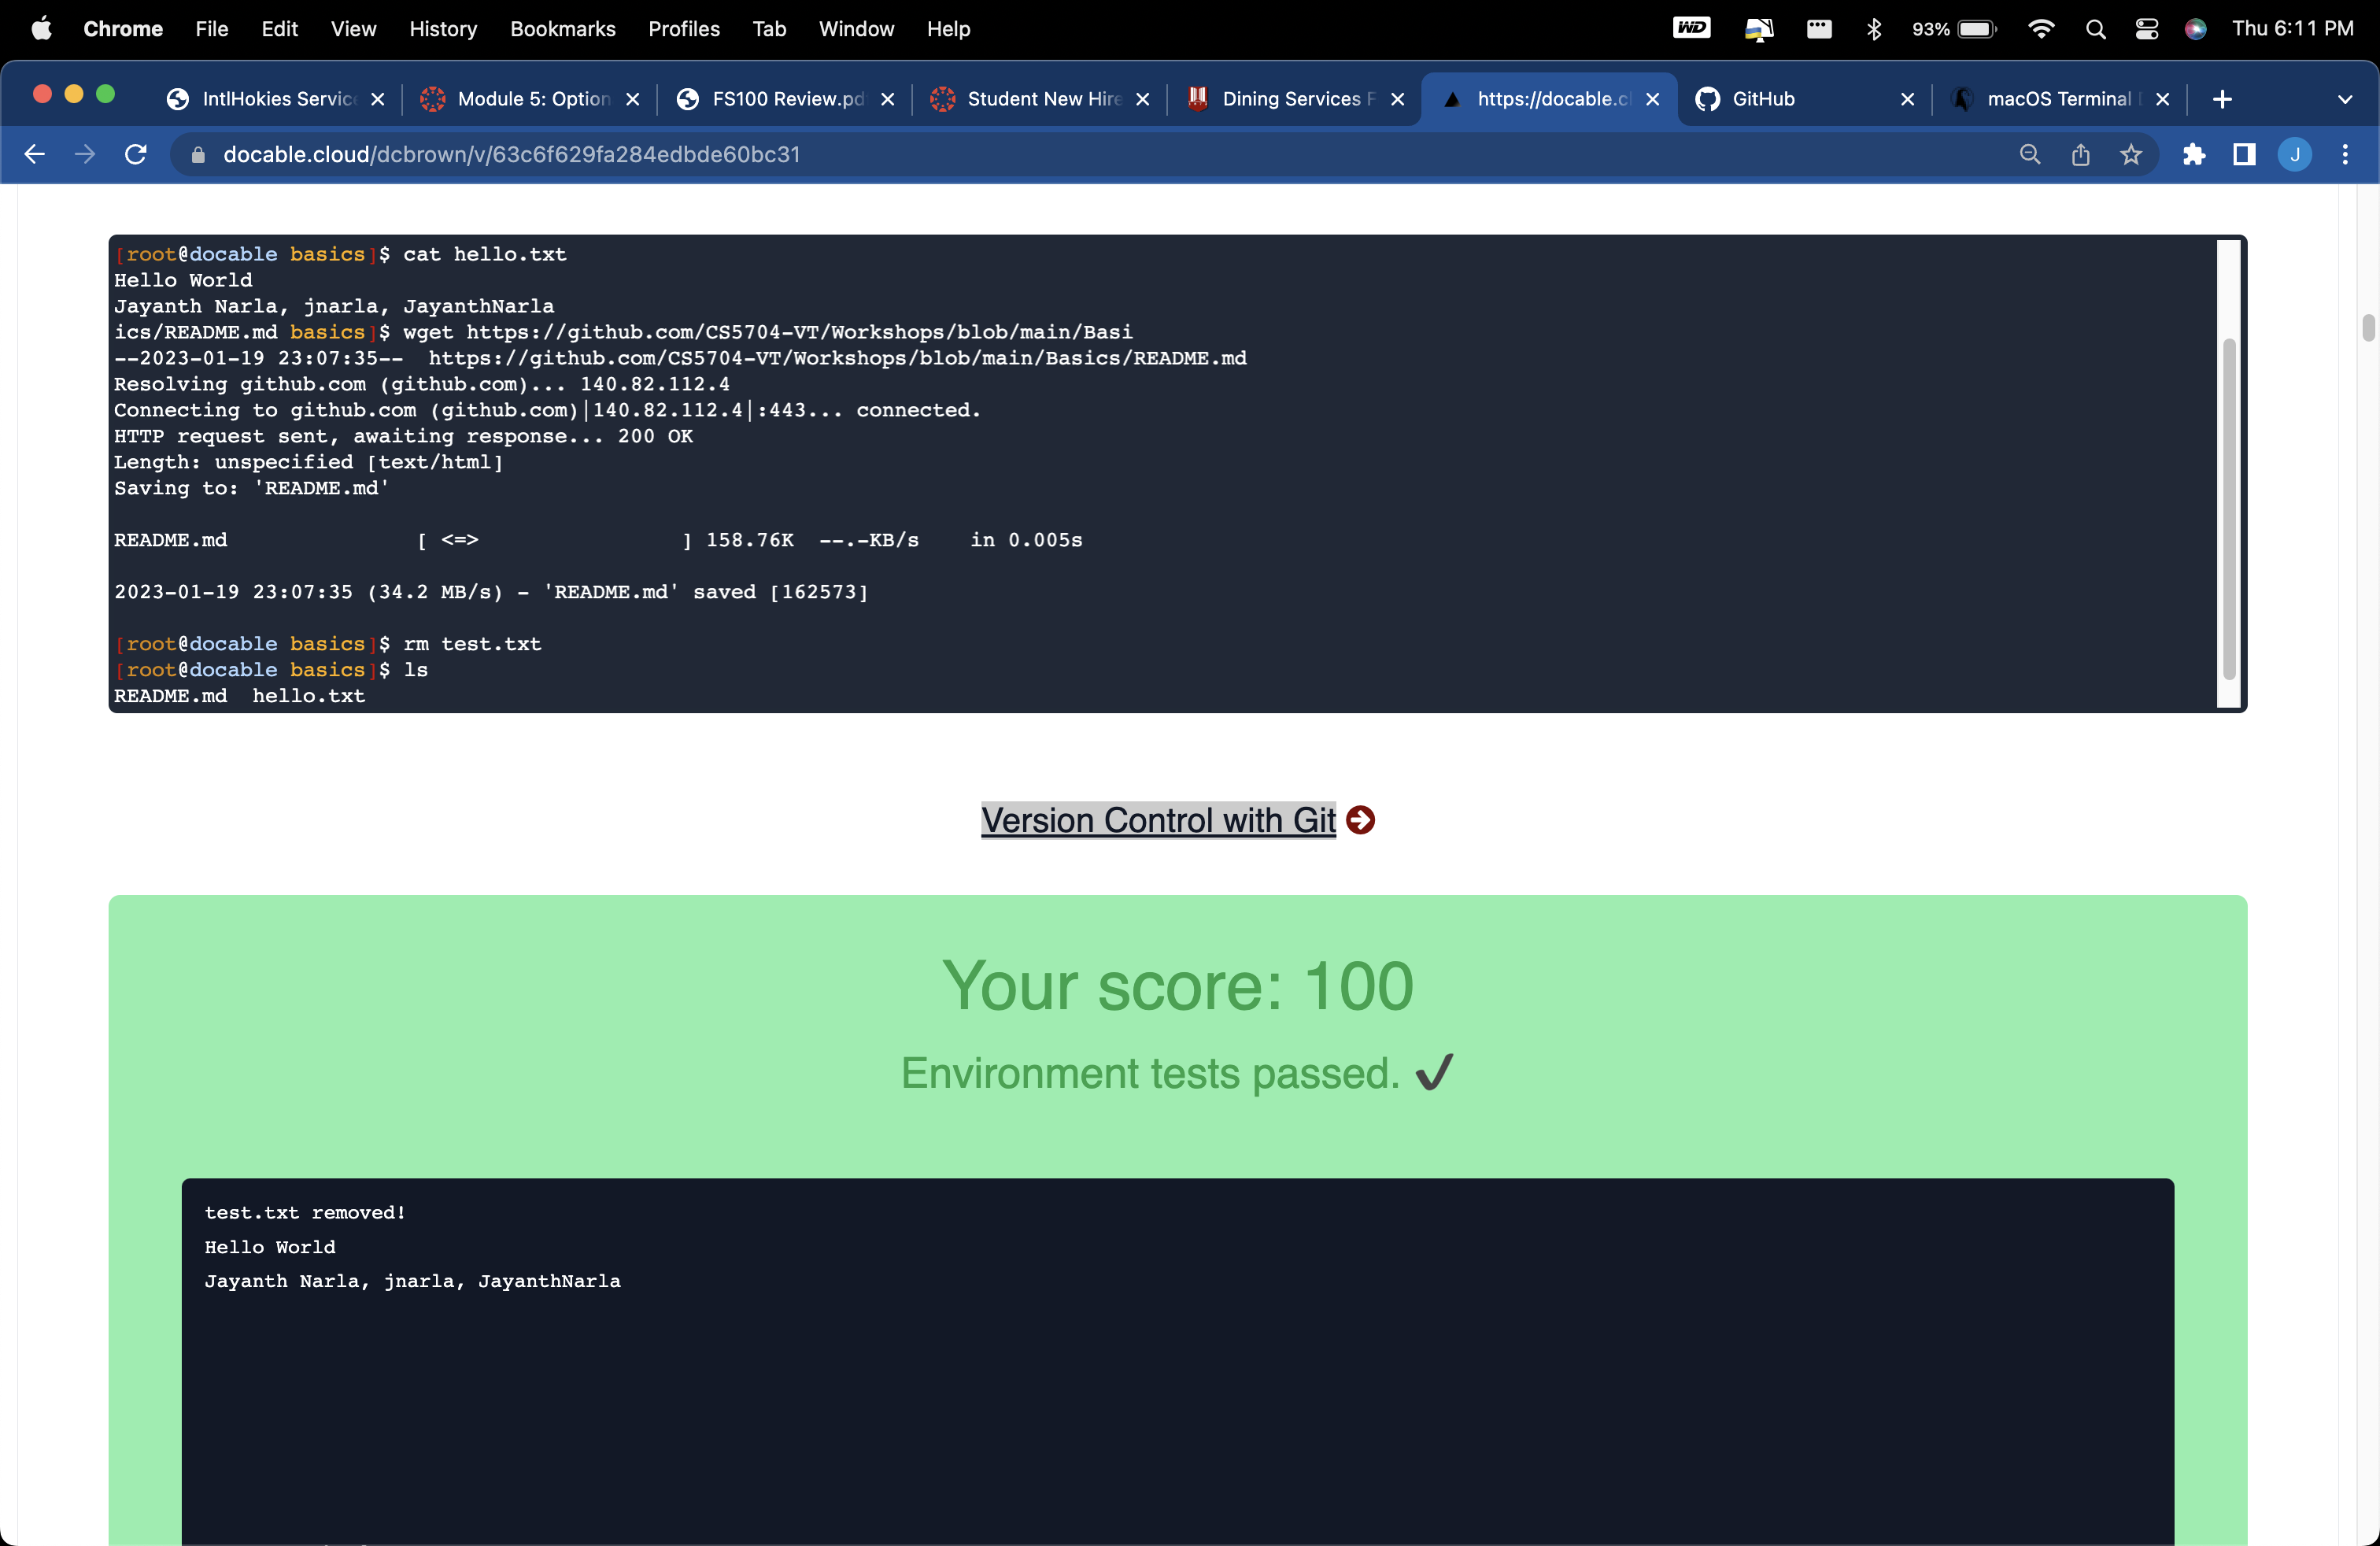 Chrome File Edit View History Bookmarks Profiles Tab Window Help WD 93% Thu 6:11 PM
IntlHokies Service Module 5: Option FS100 Review.pd Student New Hire Dining Services F https://docable.cl GitHub macOS Terminal
docable.cloud/dcbrown/v/63c6f629fa284edbde60bc31 J
[root@docable basics]$ cat hello.txt
Hello World
Jayanth Narla, jnarla, JayanthNarla
ics/README.md basics]$ wget https://github.com/CS5704-VT/Workshops/blob/main/Basi
--2023-01-19 23:07:35--  https://github.com/CS5704-VT/Workshops/blob/main/Basics/README.md
Resolving github.com (github.com)... 140.82.112.4
Connecting to github.com (github.com)|140.82.112.4|:443... connected.
HTTP request sent, awaiting response... 200 OK
Length: unspecified [text/html]
Saving to: 'README.md'
README.md [ <=> ] 158.76K --.-KB/s in 0.005s
2023-01-19 23:07:35 (34.2 MB/s) - 'README.md' saved [162573]
[root@docable basics]$ rm test.txt
[root@docable basics]$ ls
README.md  hello.txt
Version Control with Git
Your score: 100
Environment tests passed. ✔
test.txt removed!
Hello World
Jayanth Narla, jnarla, JayanthNarla